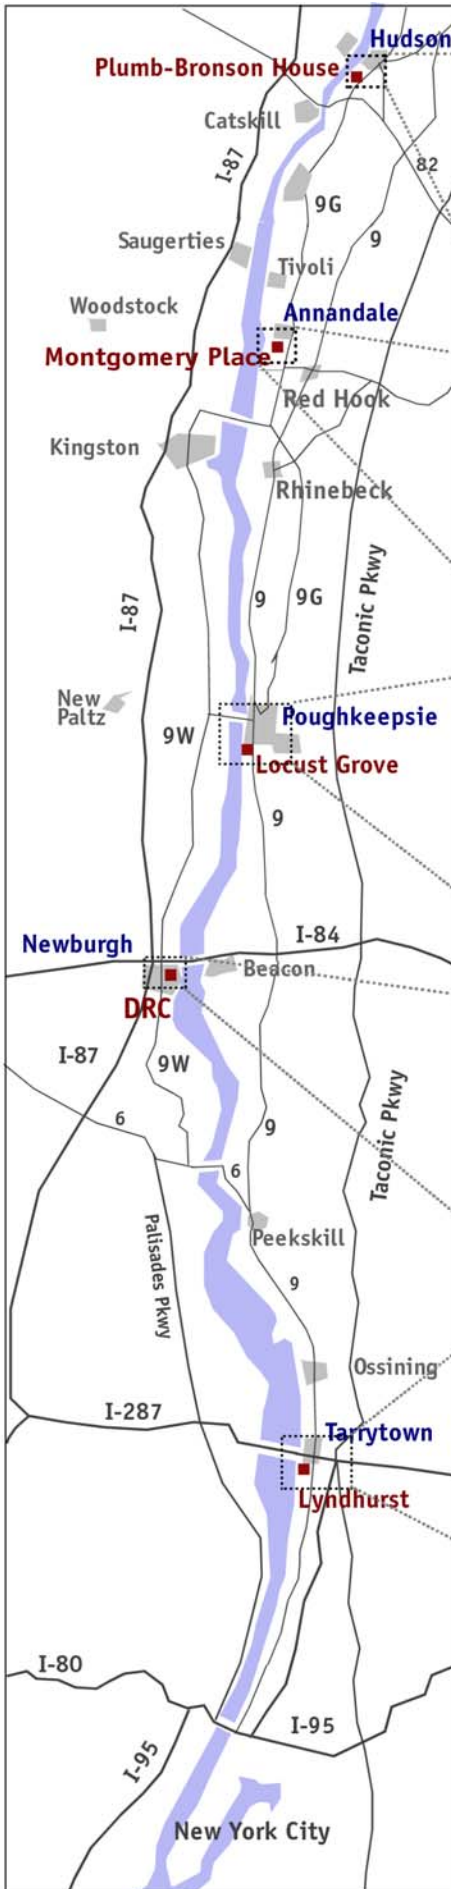 Hudson
Plumb-Bronson House
Catskill
I-87
82
9G
9
Saugerties
Tivoli
Woodstock
Annandale
Montgomery Place
Red Hook
Kingston
Rhinebeck
Taconic Pkwy
I-87
9
9G
New
Paltz
Poughkeepsie
9W
Locust Grove
9
I-84
Newburgh
Beacon
DRC
I-87
9W
Taconic Pkwy
6
9
6
Palisades Pkwy
Peekskill
9
Ossining
I-287
Tarrytown
Lyndhurst
I-80
I-95
I-95
New York City